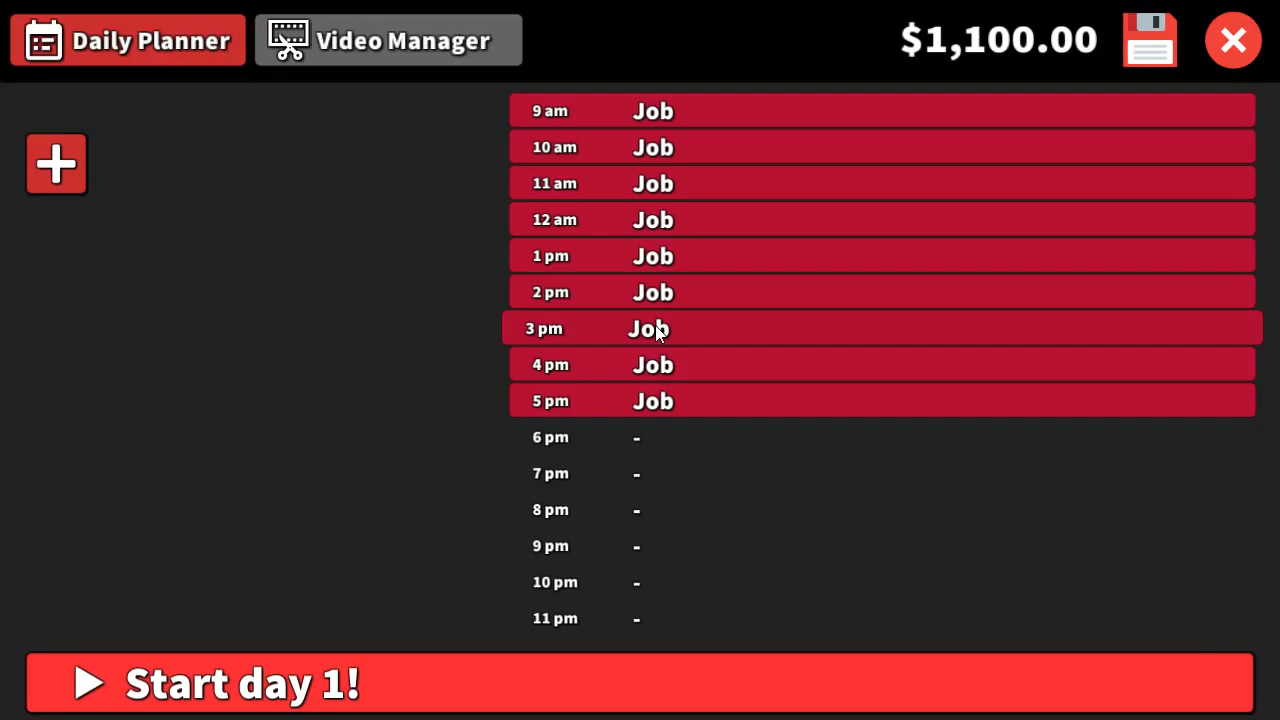 Daily Planner
Video Manager
$1,100.00
9 am Job
10 am Job
11 am Job
12 am Job
1 pm Job
2 pm Job
3 pm Job
4 pm Job
5 pm Job
6 pm -
7 pm -
8 pm -
9 pm -
10 pm -
11 pm -
Start day 1!